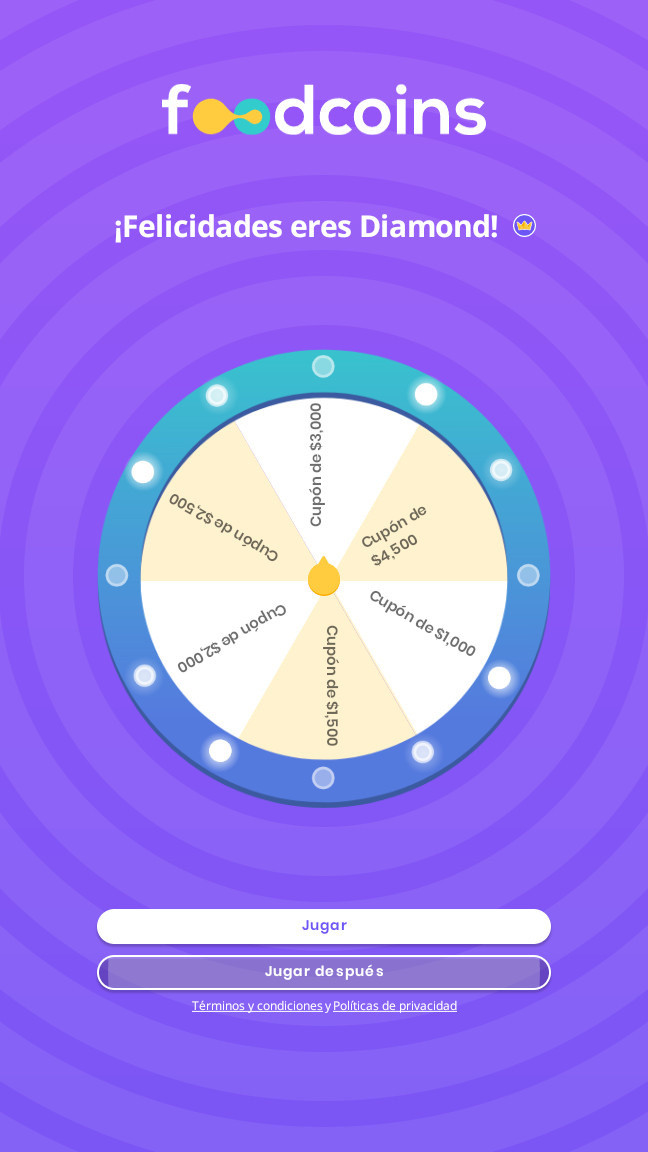 foodcoins
¡Felicidades eres Diamond!
Cupón de $3,000
Cupón de
$4,500
Cupón de $1,000
Cupón de $1,500
Cupón de $2,000
Cupón de $2,500
Jugar
Jugar después
Términos y condiciones y Políticas de privacidad